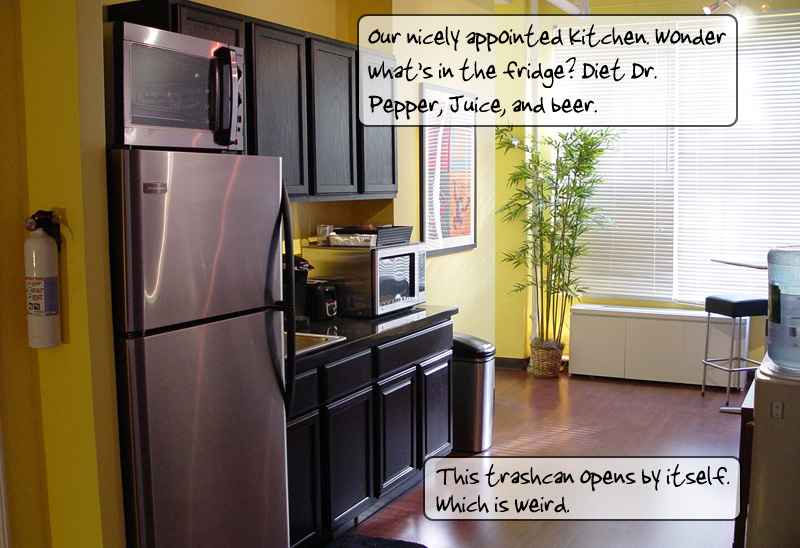 Our nicely appointed kitchen. Wonder
what's in the fridge? Diet Dr.
Pepper, Juice, and beer.
This trashcan opens by itself.
Which is weird.